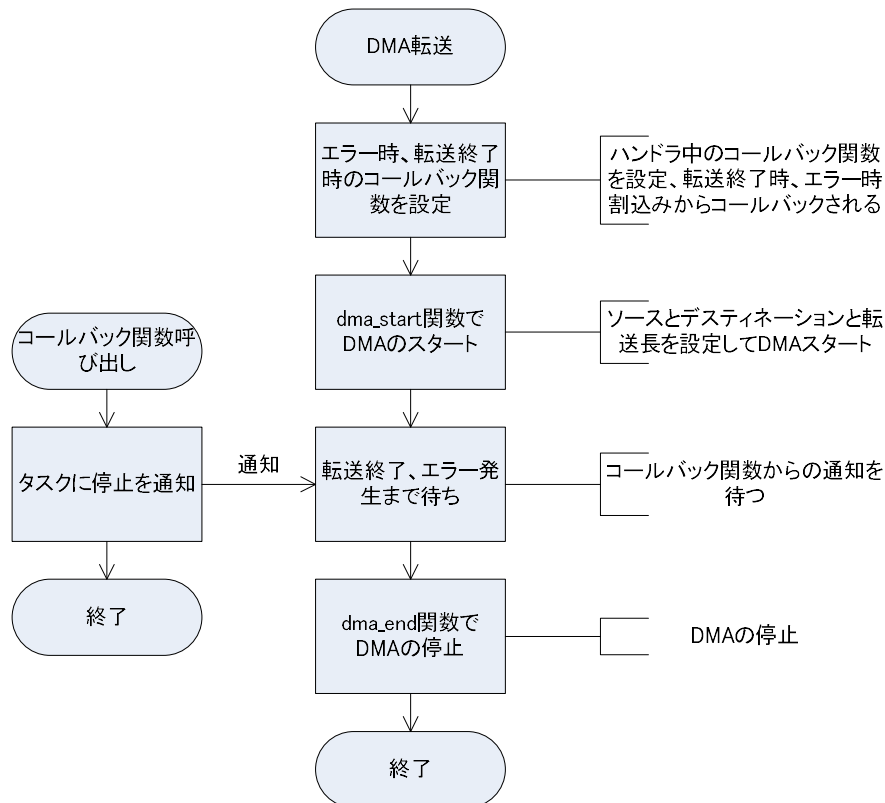 DMA転送
エラー時、転送終了
時のコールバック関
数を設定
ハンドラ中のコールバック関数
を設定、転送終了時、エラー時
割込みからコールバックされる
dma_start関数で
DMAのスタート
ソースとデスティネーションと転
送長を設定してDMAスタート
コールバック関数呼
び出し
タスクに停止を通知
通知
転送終了、エラー発
生まで待ち
コールバック関数からの通知を
待つ
終了
dma_end関数で
DMAの停止
DMAの停止
終了